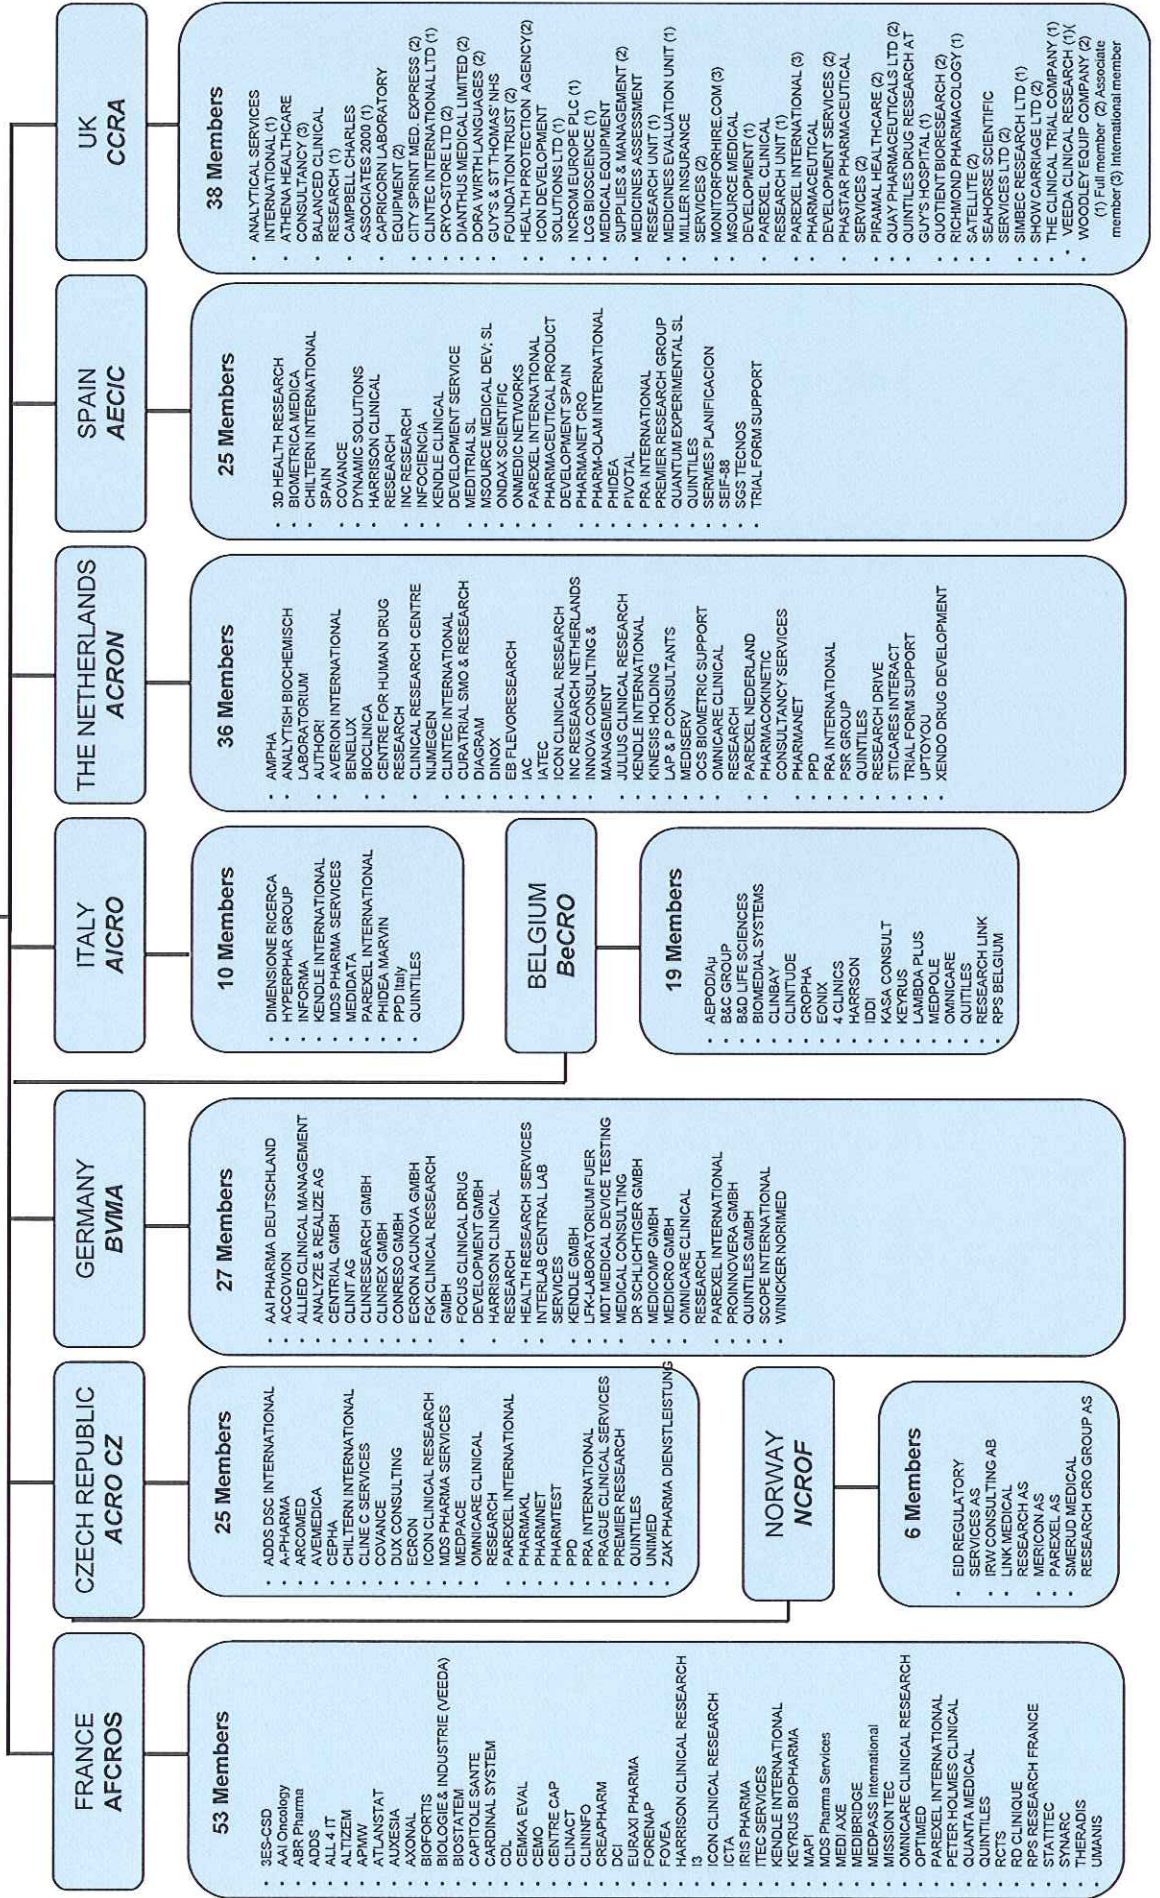 FRANCE
AFCROS
53 Members
3ES-CSD
AAI Oncology
ABR Pharma
ADDS
ALL 4 IT
ALTIZEM
APMW
ATLANSTAT
AUXESIA
AXONAL
BIOFORTIS
BIOLOGIE & INDUSTRIE (VEEDA)
BIOSTATEM
CAPITOLE SANTE
CARDINAL SYSTEM
CDL
CEMKA EVAL
CEMO
CENTRE CAP
CLINACT
CLININFO
CREAPHARM
DCI
EURAXI PHARMA
FORENAP
FOVEA
HARRISON CLINICAL RESEARCH
I3
ICON CLINICAL RESEARCH
ICTA
IRIS PHARMA
ITEC SERVICES
KENDLE INTERNATIONAL
KEYRUS BIOPHARMA
MAPI
MDS Pharma Services
MEDI AXE
MEDIBRIDGE
MEDPASS International
MISSION TEC
OMNICARE CLINICAL RESEARCH
OPTIMED
PAREXEL INTERNATIONAL
PETER HOLMES CLINICAL
QUANTA MEDICAL
QUINTILES
RCTS
RD CLINIQUE
RPS RESEARCH FRANCE
STATITEC
SYNARC
THERADIS
UMANIS
CZECH REPUBLIC
ACRO CZ
25 Members
ADDS DSC INTERNATIONAL
A-PHARMA
ARCOMED
AVEMEDICA
CEPHA
CHILTERN INTERNATIONAL
CLINE C SERVICES
COVANCE
DUX CONSULTING
ECRON
ICON CLINICAL RESEARCH
MDS PHARMA SERVICES
MEDPACE
OMNICARE CLINICAL
RESEARCH
PAREXEL INTERNATIONAL
PHARMAKL
PHARMNET
PHARMTEST
PPD
PRA INTERNATIONAL
PRAGUE CLINICAL SERVICES
PREMIER RESEARCH
QUINTILES
UNIMED
ZAK PHARMA DIENSTLEISTUNG
NORWAY
NCROF
6 Members
EID REGULATORY
SERVICES AS
IRW CONSULTING AB
LINK MEDICAL
RESEARCH AS
MERICON AS
PAREXEL AS
SMERUD MEDICAL
RESEARCH CRO GROUP AS
GERMANY
BVMA
27 Members
AAI PHARMA DEUTSCHLAND
ACCOVION
ALLIED CLINICAL MANAGEMENT
ANALYZE & REALIZE AG
CENTRIAL GMBH
CLINIT AG
CLINRESEARCH GMBH
CLINREX GMBH
CONRESO GMBH
ECRON ACUNOVA GMBH
FGK CLINICAL RESEARCH
GMBH
FOCUS CLINICAL DRUG
DEVELOPMENT GMBH
HARRISON CLINICAL
RESEARCH
HEALTH RESEARCH SERVICES
INTERLAB CENTRAL LAB
SERVICES
KENDLE GMBH
LFK-LABORATORIUM FUER
MDT MEDICAL DEVICE TESTING
MEDICAL CONSULTING
DR SCHLICHTIGER GMBH
MEDICOMP GMBH
MEDICRO GMBH
OMNICARE CLINICAL
RESEARCH
PAREXEL INTERNATIONAL
PROINNOVERA GMBH
QUINTILES GMBH
SCOPE INTERNATIONAL
WINICKER NORIMED
ITALY
AICRO
10 Members
DIMENSIONE RICERCA
HYPERPHAR GROUP
INFORMA
KENDLE INTERNATIONAL
MDS PHARMA SERVICES
MEDIDATA
PAREXEL INTERNATIONAL
PHIDEA MARVIN
PPD Italy
QUINTILES
BELGIUM
BeCRO
19 Members
AEPODIAµ
B&C GROUP
B&D LIFE SCIENCES
BIOMEDIAL SYSTEMS
CLINBAY
CLINITUDE
CROPHA
EONIX
4 CLINICS
HARRSON
IDDI
KASA CONSULT
KEYRUS
LAMBDA PLUS
MEDPOLE
OMNICARE
QUITILES
RESEARCH LINK
RPS BELGIUM
THE NETHERLANDS
ACRON
36 Members
AMPHA
ANALYTISH BIOCHEMISCH
LABORATORIUM
AUTHOR!
AVERION INTERNATIONAL
BENELUX
BIOCLINICA
CENTRE FOR HUMAN DRUG
RESEARCH
CLINICAL RESEARCH CENTRE
NIJMEGEN
CLINTEC INTERNATIONAL
CURATRIAL SMO & RESEARCH
DIAGRAM
DINOX
EB FLEVORESEARCH
IAC
IATEC
ICON CLINICAL RESEARCH
INC RESEARCH NETHERLANDS
INNOVA CONSULTING &
MANAGEMENT
JULIUS CLINICAL RESEARCH
KENDLE INTERNATIONAL
KINESIS HOLDING
LAP & P CONSULTANTS
MEDISERV
OCS BIOMETRIC SUPPORT
OMNICARE CLINICAL
RESEARCH
PAREXEL NEDERLAND
PHARMACOKINETIC
CONSULTANCY SERVICES
PHARMANET
PPD
PRA INTERNATIONAL
PSR GROUP
QUINTILES
RESEARCH DRIVE
STICARES INTERACT
TRIAL FORM SUPPORT
UPTOYOU
XENDO DRUG DEVELOPMENT
SPAIN
AECIC
25 Members
3D HEALTH RESEARCH
BIOMETRICA MEDICA
CHILTERN INTERNATIONAL
SPAIN
COVANCE
DYNAMIC SOLUTIONS
HARRISON CLINICAL
RESEARCH
INC RESEARCH
INFOCIENCIA
KENDLE CLINICAL
DEVELOPMENT SERVICE
MEDITRIAL SL
MSOURCE MEDICAL DEV; SL
ONDAX SCIENTIFIC
ONMEDIC NETWORKS
PAREXEL INTERNATIONAL
PHARMACEUTICAL PRODUCT
DEVELOPMENT SPAIN
PHARMANET CRO
PHARM-OLAM INTERNATIONAL
PHIDEA
PIVOTAL
PRA INTERNATIONAL
PREMIER RESEARCH GROUP
QUANTUM EXPERIMENTAL SL
QUINTILES
SERMES PLANIFICACION
SEIF-88
SGS TECNOS
TRIAL FORM SUPPORT
UK
CCRA
38 Members
ANALYTICAL SERVICES
INTERNATIONAL (1)
ATHENA HEALTHCARE
CONSULTANCY (3)
BALANCED CLINICAL
RESEARCH (1)
CAMPBELL CHARLES
ASSOCIATES 2000 (1)
CAPRICORN LABORATORY
EQUIPMENT (2)
CITY SPRINT MED. EXPRESS (2)
CLINTEC INTERNATIONAL LTD (1)
CRYO-STORE LTD (2)
DIANTHUS MEDICAL LIMITED (2)
DORA WIRTH LANGUAGES (2)
GUY'S & ST THOMAS' NHS
FOUNDATION TRUST (2)
HEALTH PROTECTION AGENCY(2)
ICON DEVELOPMENT
SOLUTIONS LTD (1)
INCROM EUROPE PLC (1)
LCG BIOSCIENCE (1)
MEDICAL EQUIPMENT
SUPPLIES & MANAGEMENT (2)
MEDICINES ASSESSMENT
RESEARCH UNIT (1)
MEDICINES EVALUATION UNIT (1)
MILLER INSURANCE
SERVICES (2)
MONITORFORHIRE.COM (3)
MSOURCE MEDICAL
DEVELOPMENT (1)
PAREXEL CLINICAL
RESEARCH UNIT (1)
PAREXEL INTERNATIONAL (3)
PHARMACEUTICAL
DEVELOPMENT SERVICES (2)
PHASTAR PHARMACEUTICAL
SERVICES (2)
PIRAMAL HEALTHCARE (2)
QUAY PHARMACEUTICALS LTD (2)
QUINTILES DRUG RESEARCH AT
GUY'S HOSPITAL (1)
QUOTIENT BIORESEARCH (2)
RICHMOND PHARMACOLOGY (1)
SATELLITE (2)
SEAHORSE SCIENTIFIC
SERVICES LTD (2)
SIMBEC RESEARCH LTD (1)
SHOW CARRIAGE LTD (2)
THE CLINICAL TRIAL COMPANY (1)
VEEDA CLINICAL RESEARCH (1)(
WOODLEY EQUIP COMPANY (2)
(1) Full member (2) Associate
member (3) International member